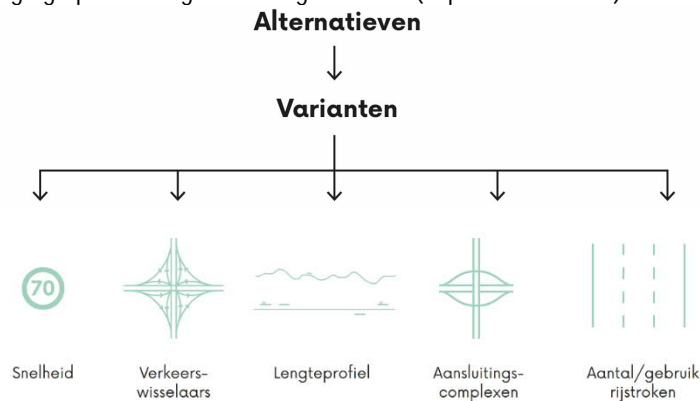 Alternatieven
Varianten
70
Snelheid
Verkeers-
wisselaars
Lengteprofiel
Aansluitings-
complexen
Aantal/gebruik
rijstroken